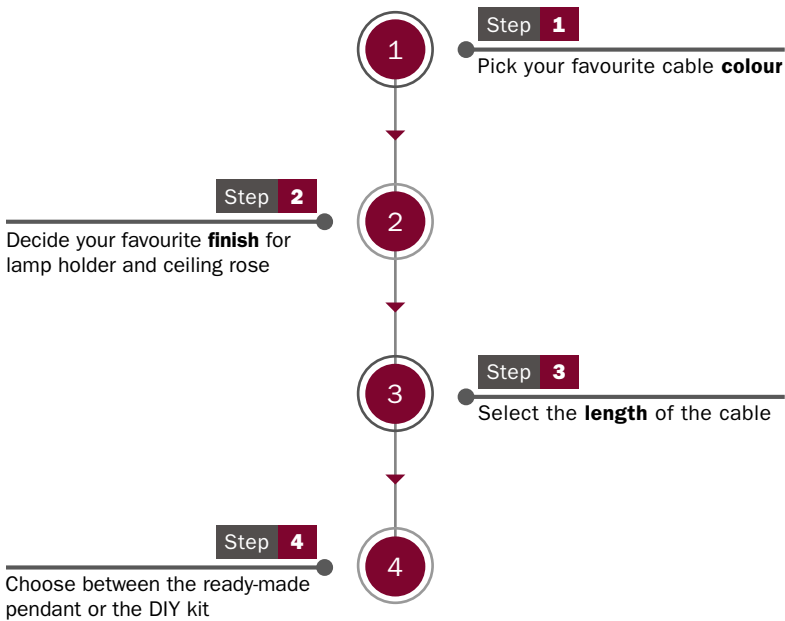 1
Step 1
Pick your favourite cable colour
Step 2
2
Decide your favourite finish for
lamp holder and ceiling rose
3
Step 3
Select the length of the cable
Step 4
4
Choose between the ready-made
pendant or the DIY kit